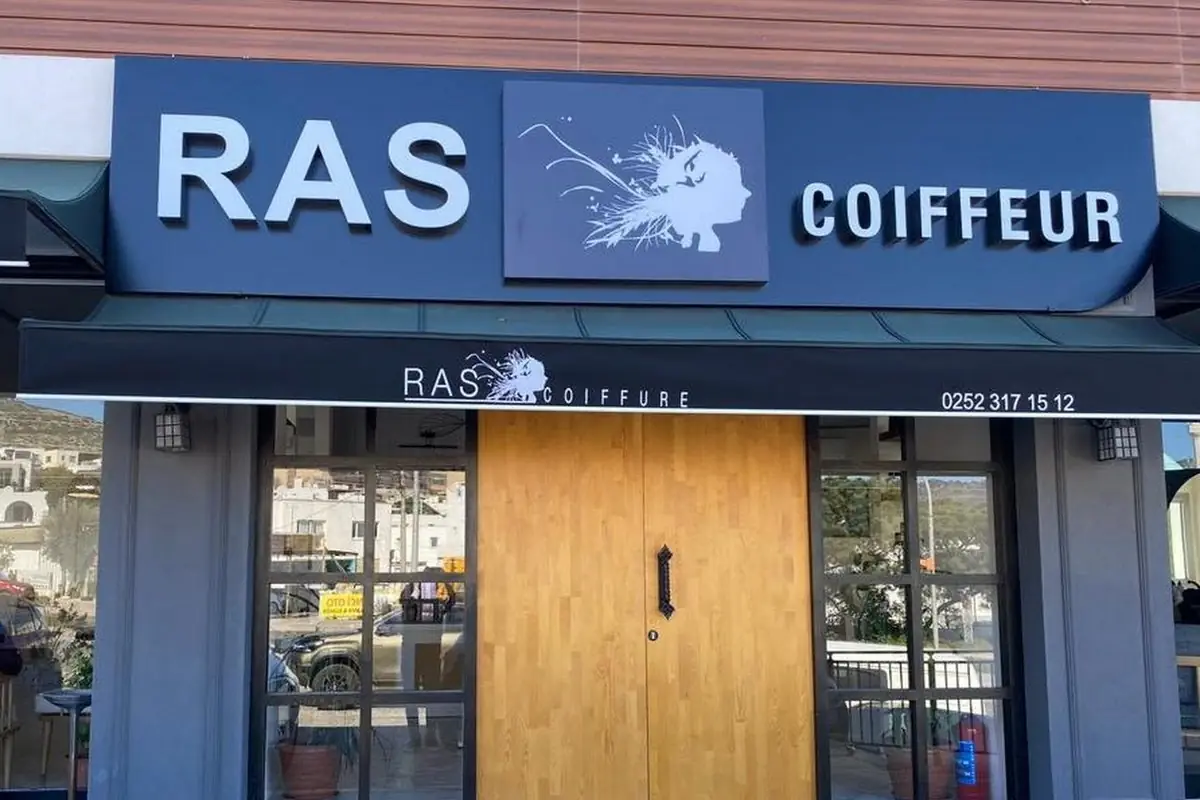 RAS COIFFEUR
RAS COIFFURE
0252 317 15 12